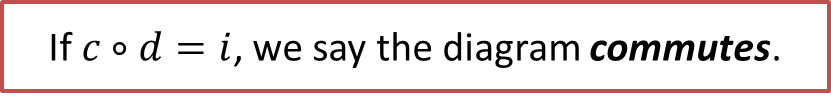 If c ∘ d = i, we say the diagram commutes.